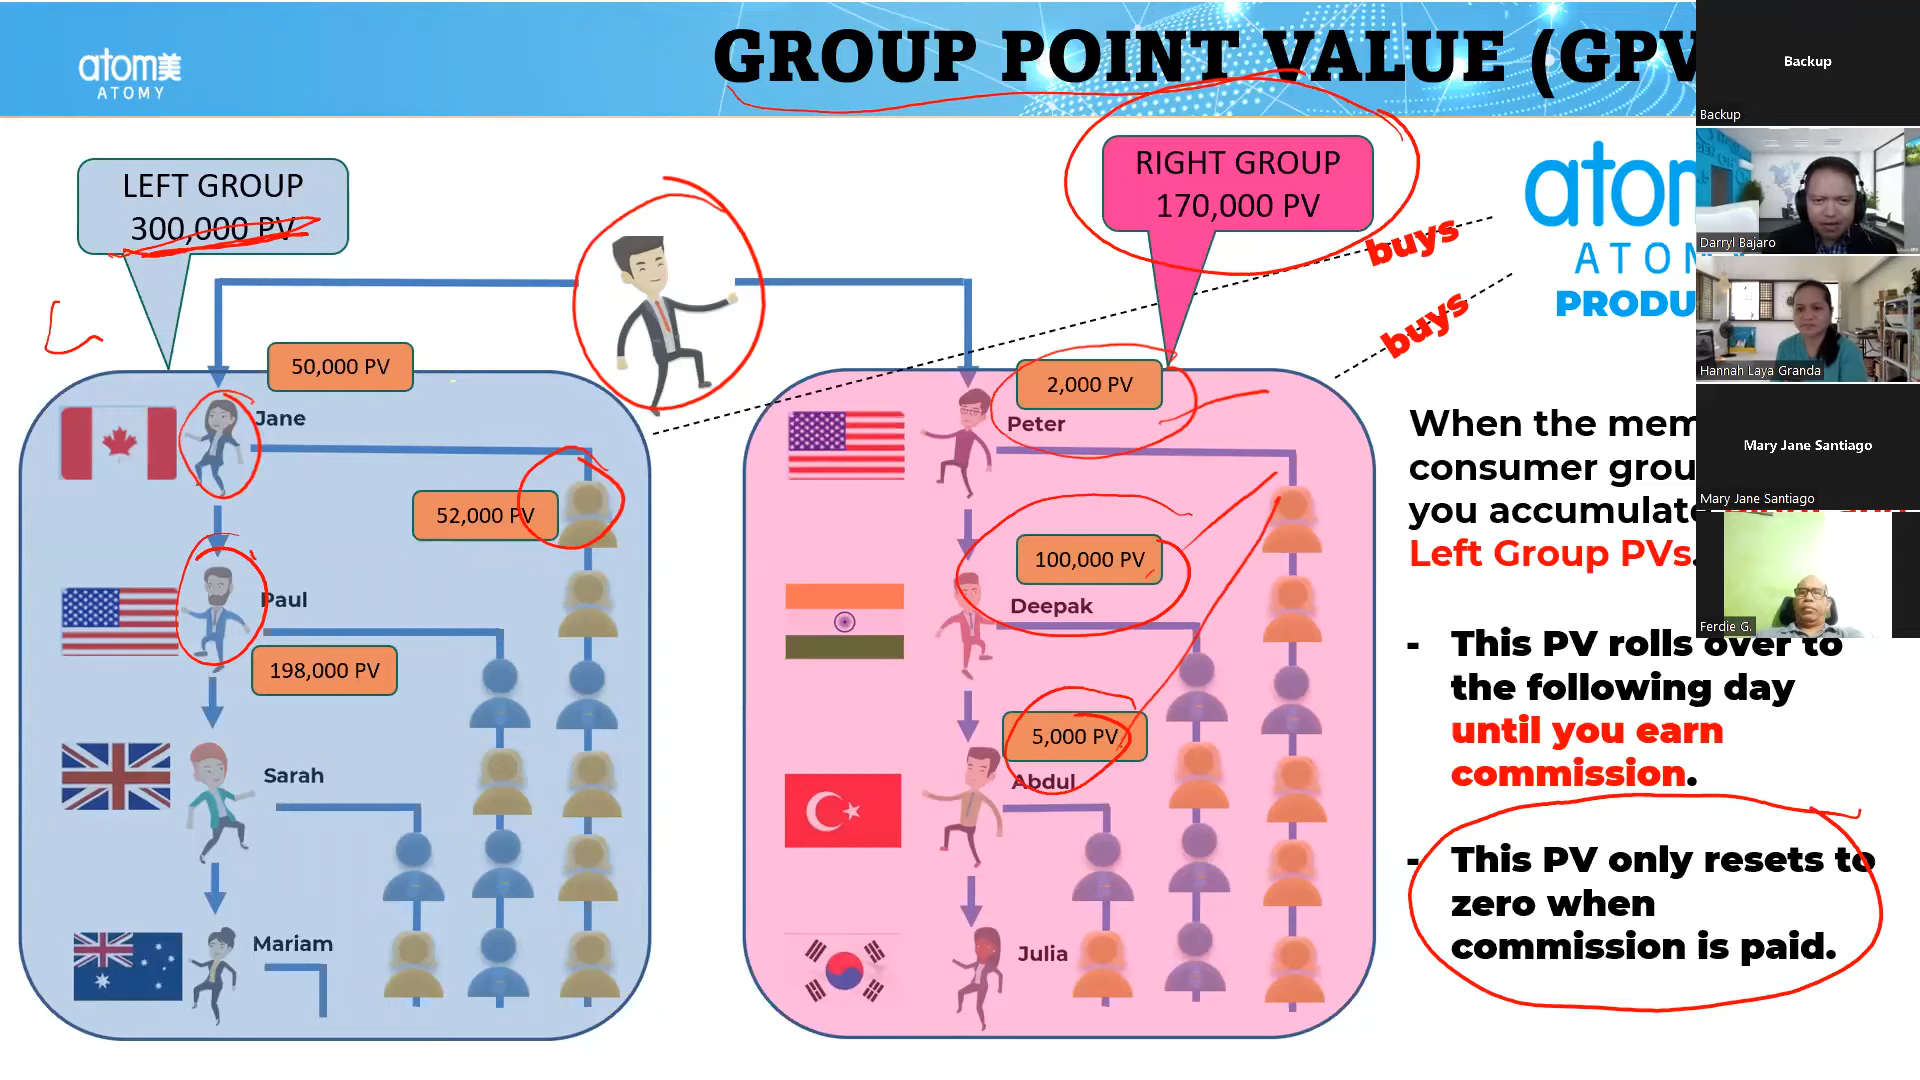 atom美
ATOMY
GROUP POINT VALUE (GPV
LEFT GROUP
300,000 PV
RIGHT GROUP
170,000 PV
buys
buys
atom
ATOM
PRODU
50,000 PV
Jane
52,000 PV
Paul
198,000 PV
Sarah
Mariam
2,000 PV
Peter
100,000 PV
Deepak
5,000 PV
Abdul
Julia
When the mem
consumer grou
you accumulate
Left Group PVs.
- This PV rolls over to
the following day
until you earn
commission.
- This PV only resets to
zero when
commission is paid.
Backup
Backup
Darryl Bajaro
Hannah Laya Granda
Mary Jane Santiago
Mary Jane Santiago
Ferdie G.